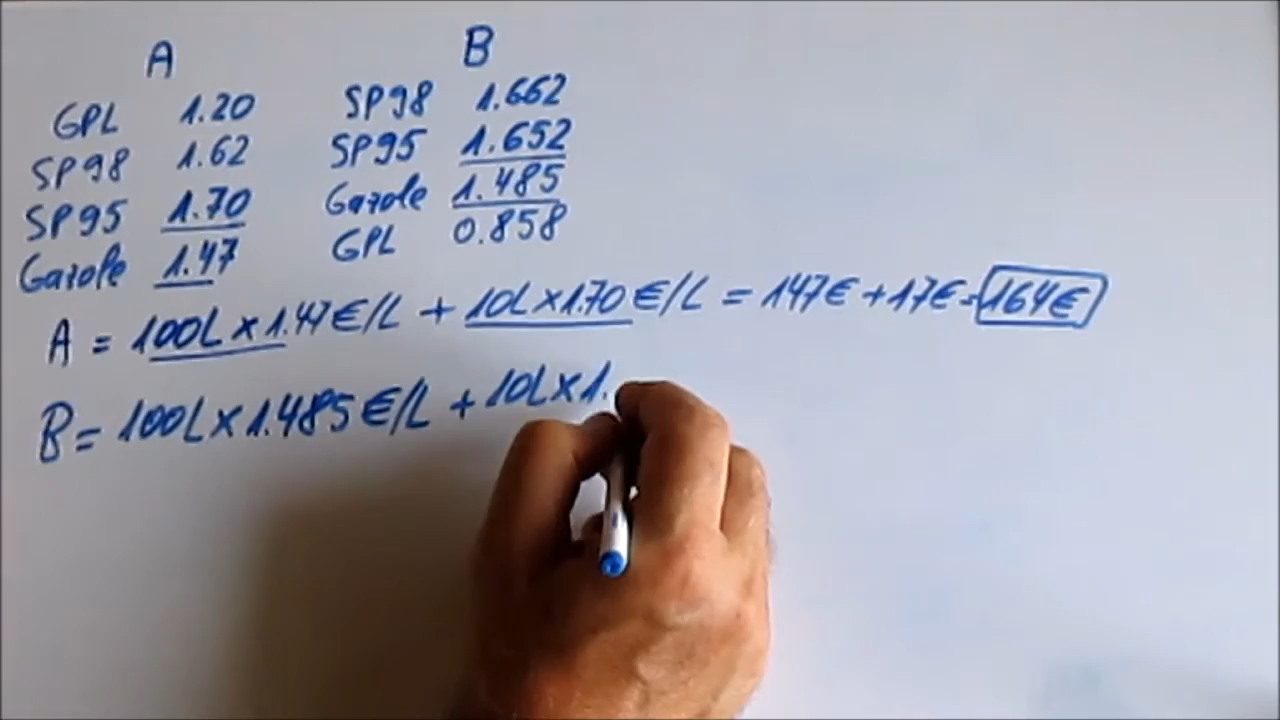 A B
GPL 1.20 SP98 1.662
SP98 1.62 SP95 1.652
SP95 1.70 Gazole 1.485
Gazole 1.47 GPL 0.858
A = 100L x 1.47€/L + 10L x 1.70€/L = 147€ + 17€ = 164€
B = 100L x 1.485€/L + 10L x 1.